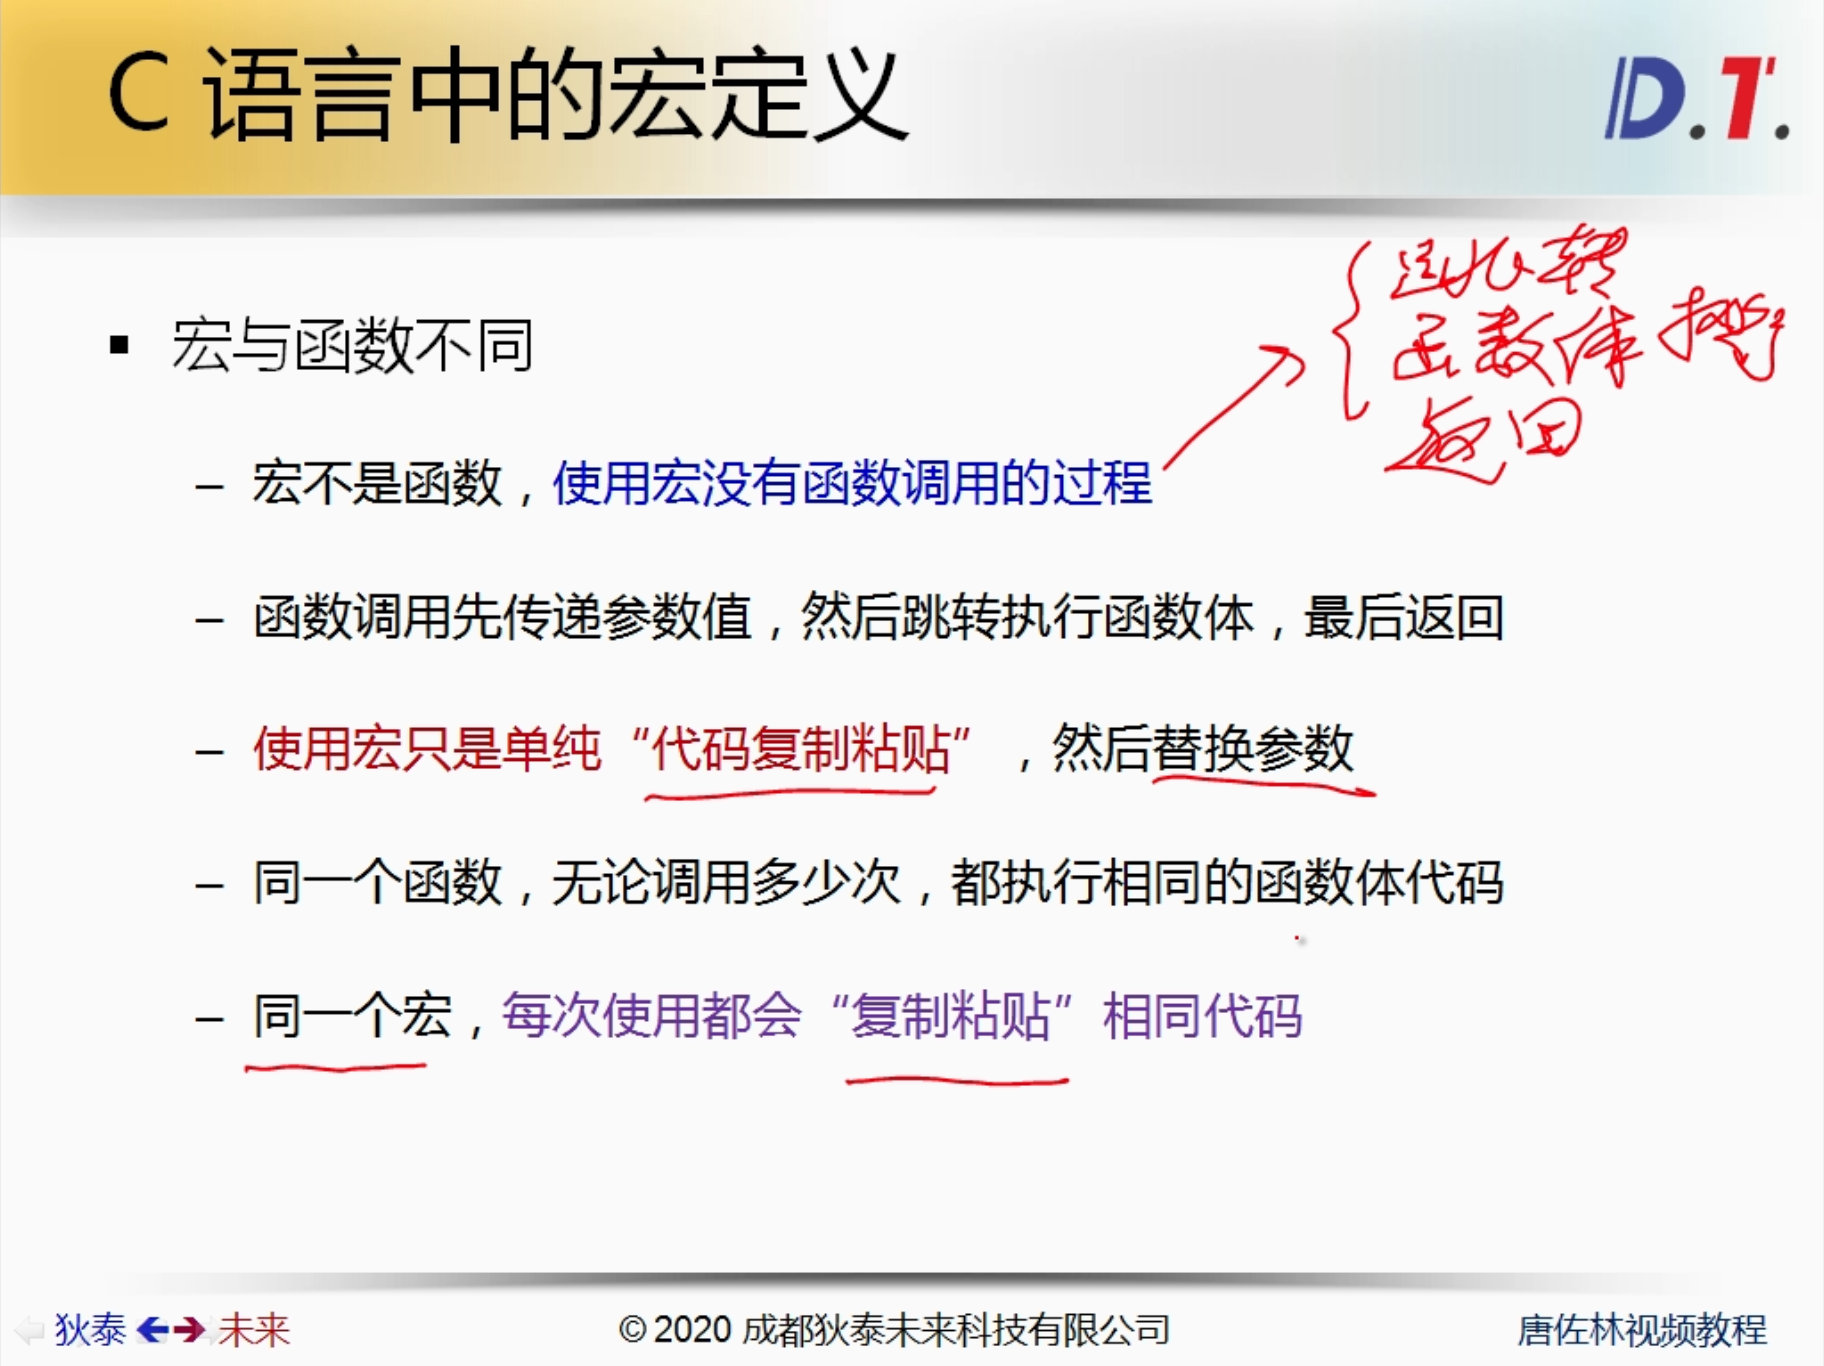 C 语言中的宏定义
D.T.
▪ 宏与函数不同
函数体
返回
– 宏不是函数，使用宏没有函数调用的过程
– 函数调用先传递参数值，然后跳转执行函数体，最后返回
– 使用宏只是单纯“代码复制粘贴”，然后替换参数
– 同一个函数，无论调用多少次，都执行相同的函数体代码
– 同一个宏，每次使用都会“复制粘贴”相同代码
狄泰 未来
© 2020 成都狄泰未来科技有限公司
唐佐林视频教程